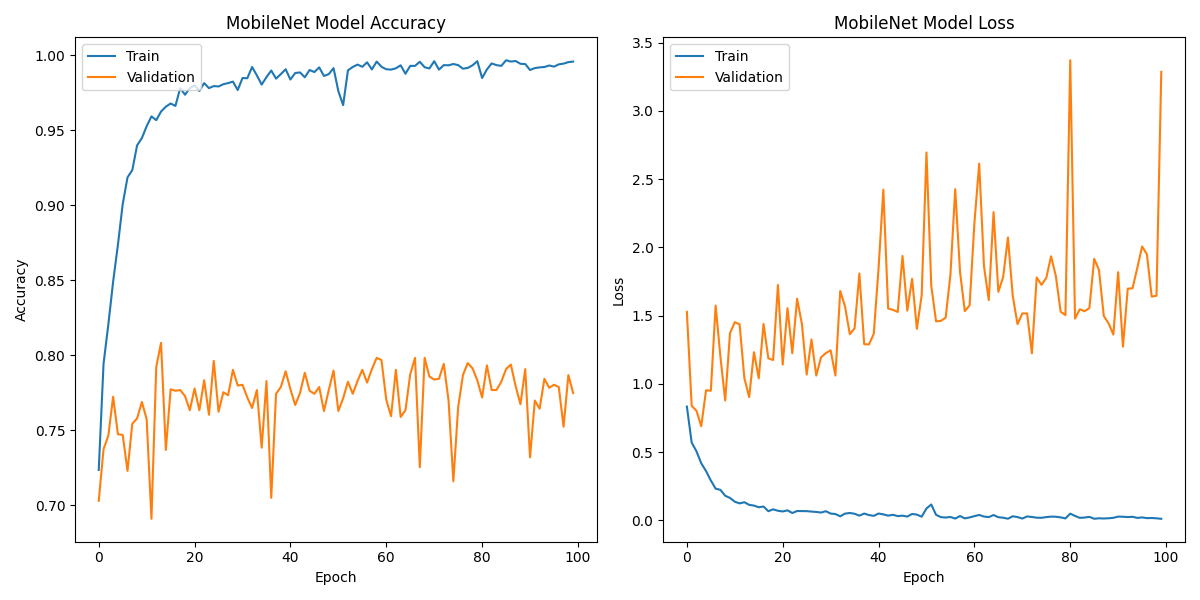 MobileNet Model Accuracy
Train
Validation
1.00
0.95
0.90
0.85
0.80
0.75
0.70
Accuracy
0
20
40
60
80
100
Epoch
MobileNet Model Loss
Train
Validation
3.5
3.0
2.5
2.0
1.5
1.0
0.5
0.0
Loss
0
20
40
60
80
100
Epoch